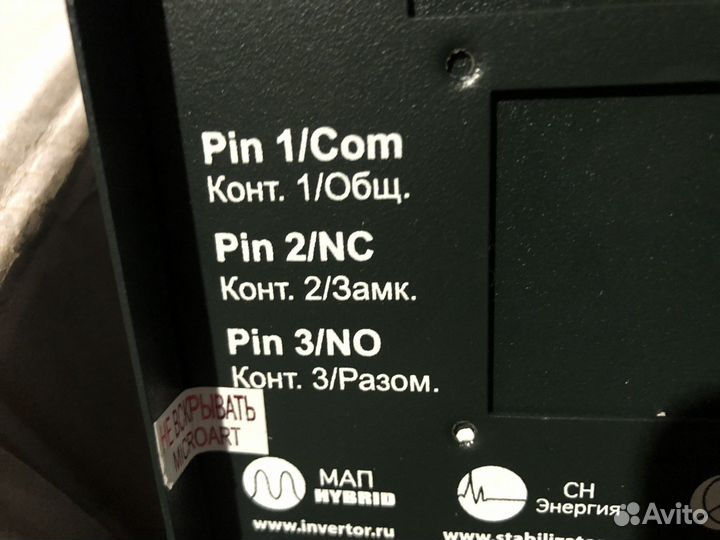 Pin 1/Com
Конт. 1/Общ.
Pin 2/NC
Конт. 2/Замк.
Pin 3/NO
Конт. 3/Разом.
НЕ ВСКРЫВАТЬ
MICROART
МАП
HYBRID
www.invertor.ru
СН
Энергия
Avito